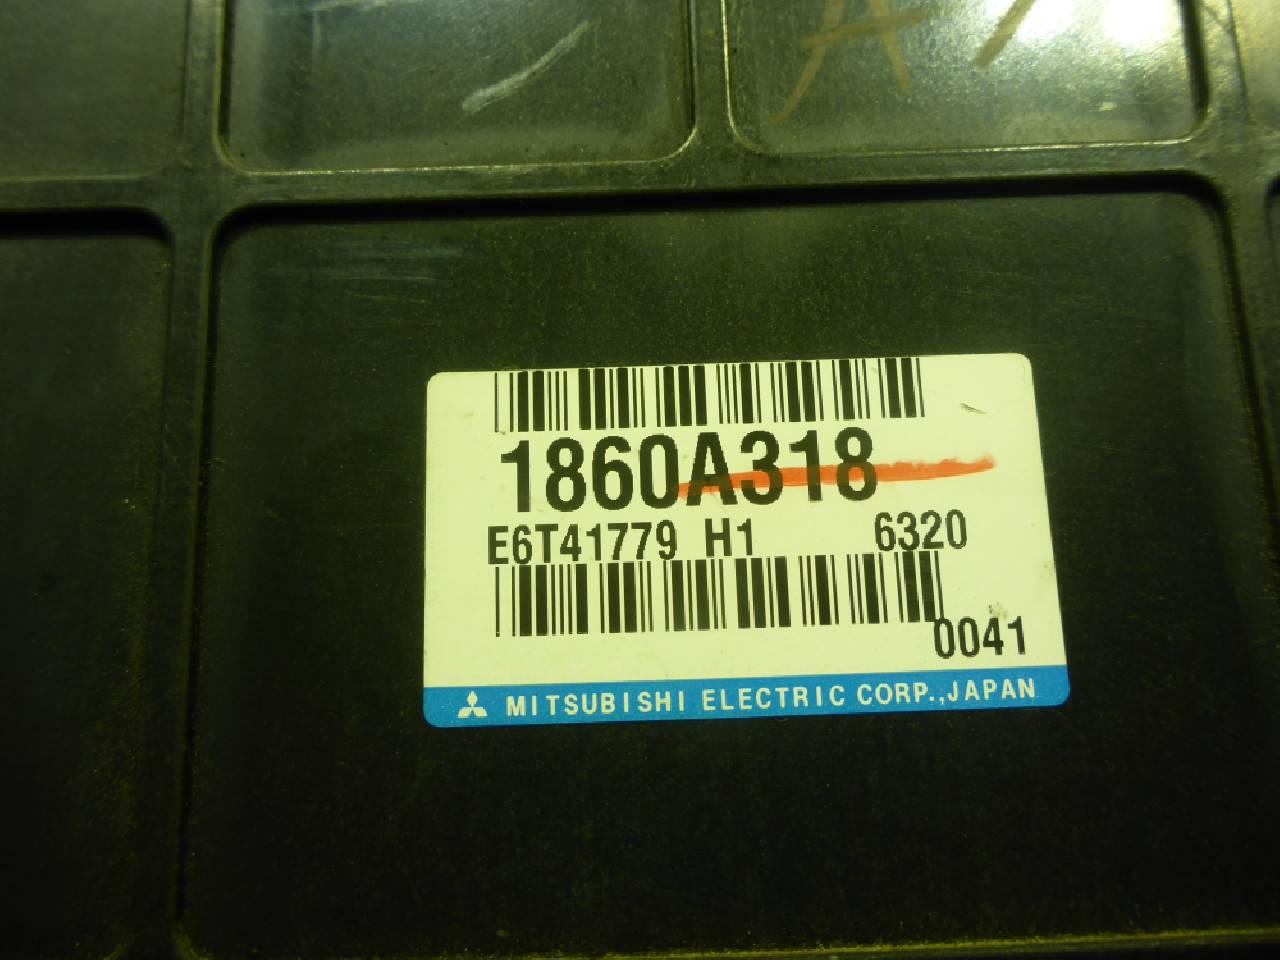 1860A318
E6T41779 H1 6320
0041
MITSUBISHI ELECTRIC CORP.,JAPAN